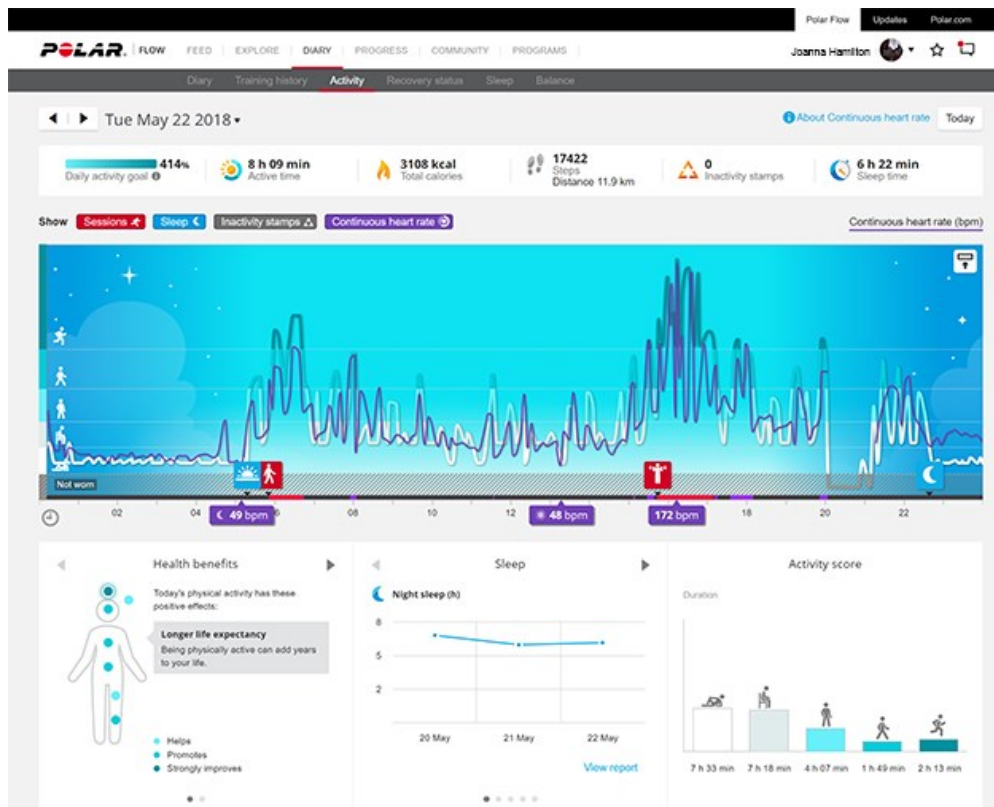 Polar Flow Updates Polar.com
POLAR. FLOW FEED EXPLORE DIARY PROGRESS COMMUNITY PROGRAMS Joanna Hamilton
Diary Training history Activity Recovery status Sleep Balance
Tue May 22 2018 About Continuous heart rate Today
414%
Daily activity goal
8 h 09 min
Active time
3108 kcal
Total calories
17422
Steps
Distance 11.9 km
0
Inactivity stamps
6 h 22 min
Sleep time
Show Sessions Sleep Inactivity stamps Continuous heart rate Continuous heart rate (bpm)
Not worn
02 04 06 08 10 12 18 20 22
49 bpm 48 bpm 172 bpm
Health benefits
Today's physical activity has these
positive effects:
Longer life expectancy
Being physically active can add years
to your life.
Helps
Promotes
Strongly improves
Sleep
Night sleep (h)
8
5
2
20 May 21 May 22 May
View report
Activity score
Duration
7 h 33 min 7 h 18 min 4 h 07 min 1 h 49 min 2 h 13 min